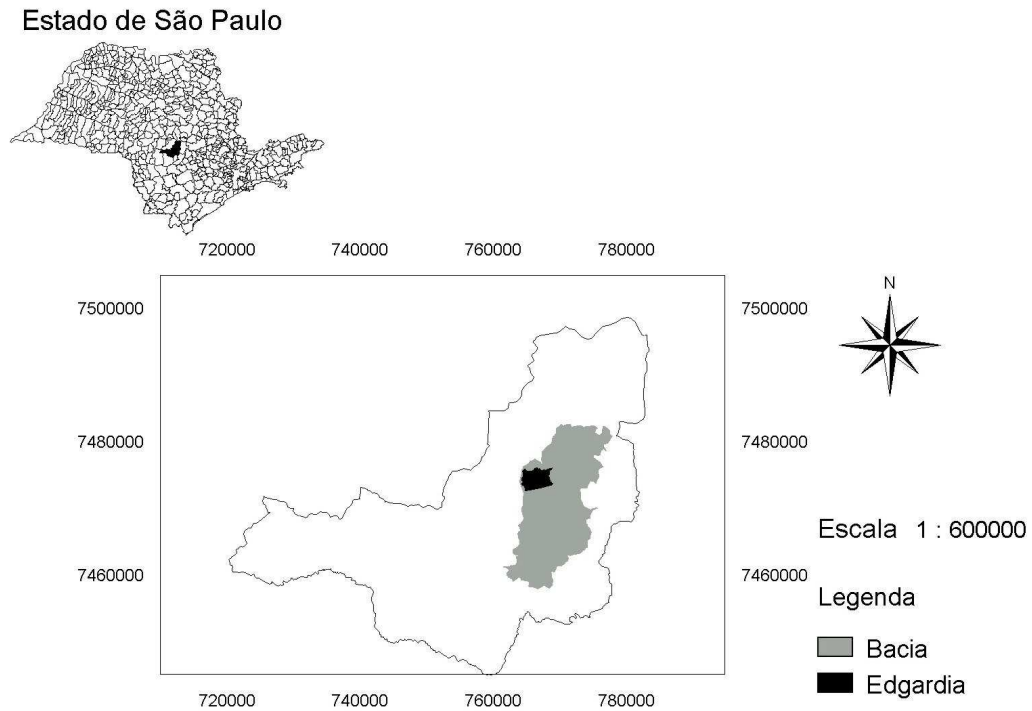 Estado de São Paulo
720000 740000 760000 780000
7500000 7500000
N
7480000 7480000
Escala 1 : 600000
7460000 7460000
Legenda
Bacia
Edgardia
720000 740000 760000 780000